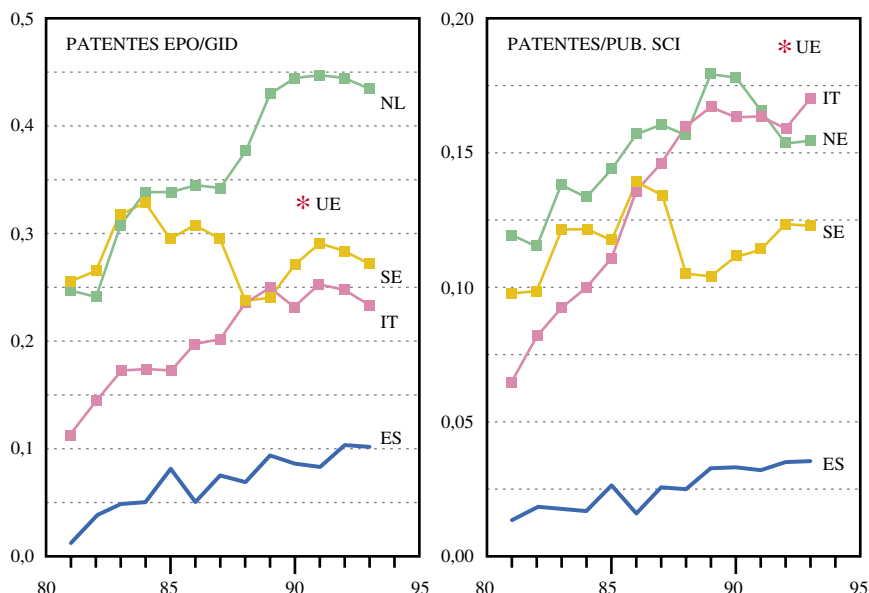 PATENTES EPO/GID
0,5
0,4
0,3
0,2
0,1
0,0
NL
* UE
SE
IT
ES
80
85
90
95
PATENTES/PUB. SCI
0,20
0,15
0,10
0,05
0,00
* UE
IT
NE
SE
ES
80
85
90
95